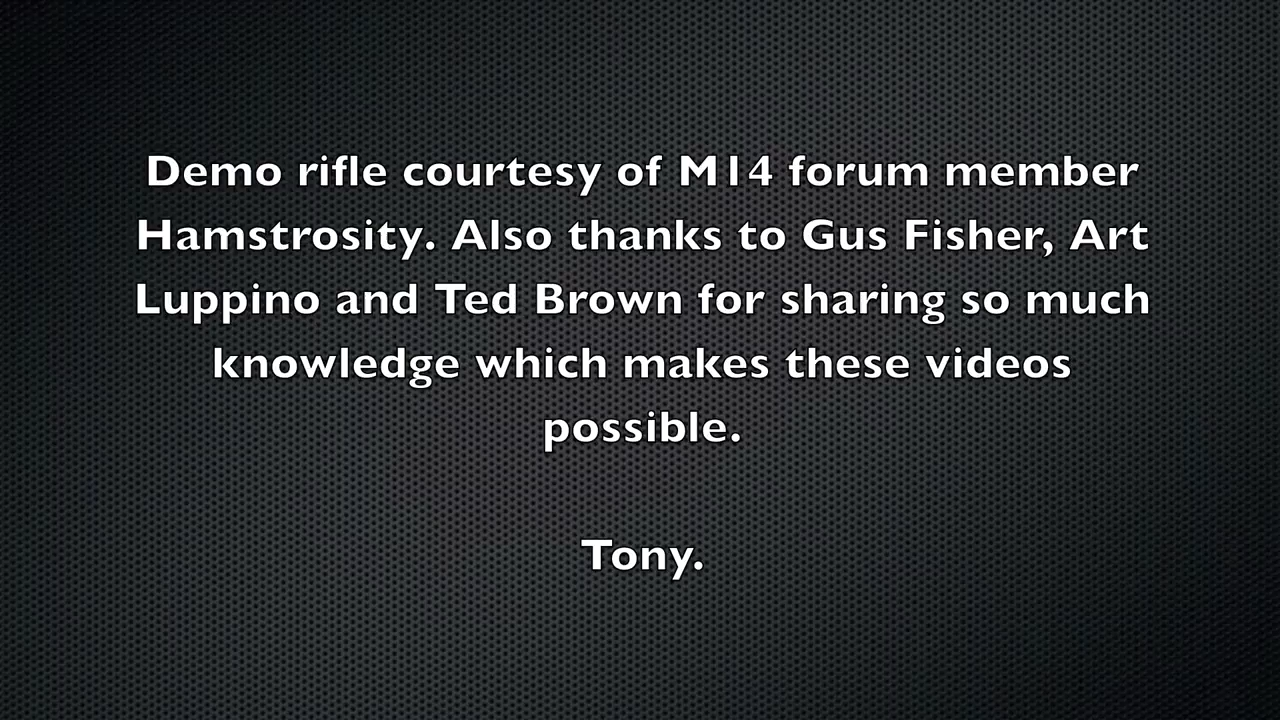 Demo rifle courtesy of M14 forum member
Hamstrosity. Also thanks to Gus Fisher, Art
Luppino and Ted Brown for sharing so much
knowledge which makes these videos
possible.
Tony.